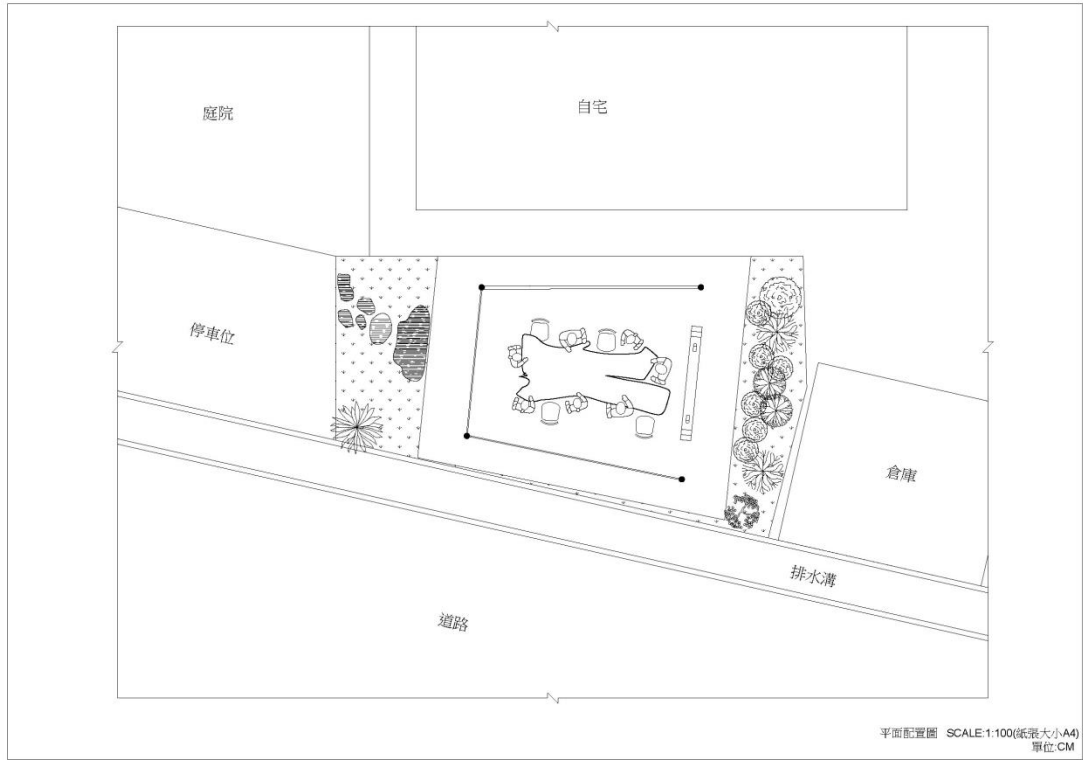 庭院
自宅
停車位
倉庫
排水溝
道路
平面配置圖 SCALE:1:100(紙張大小A4)
單位:CM